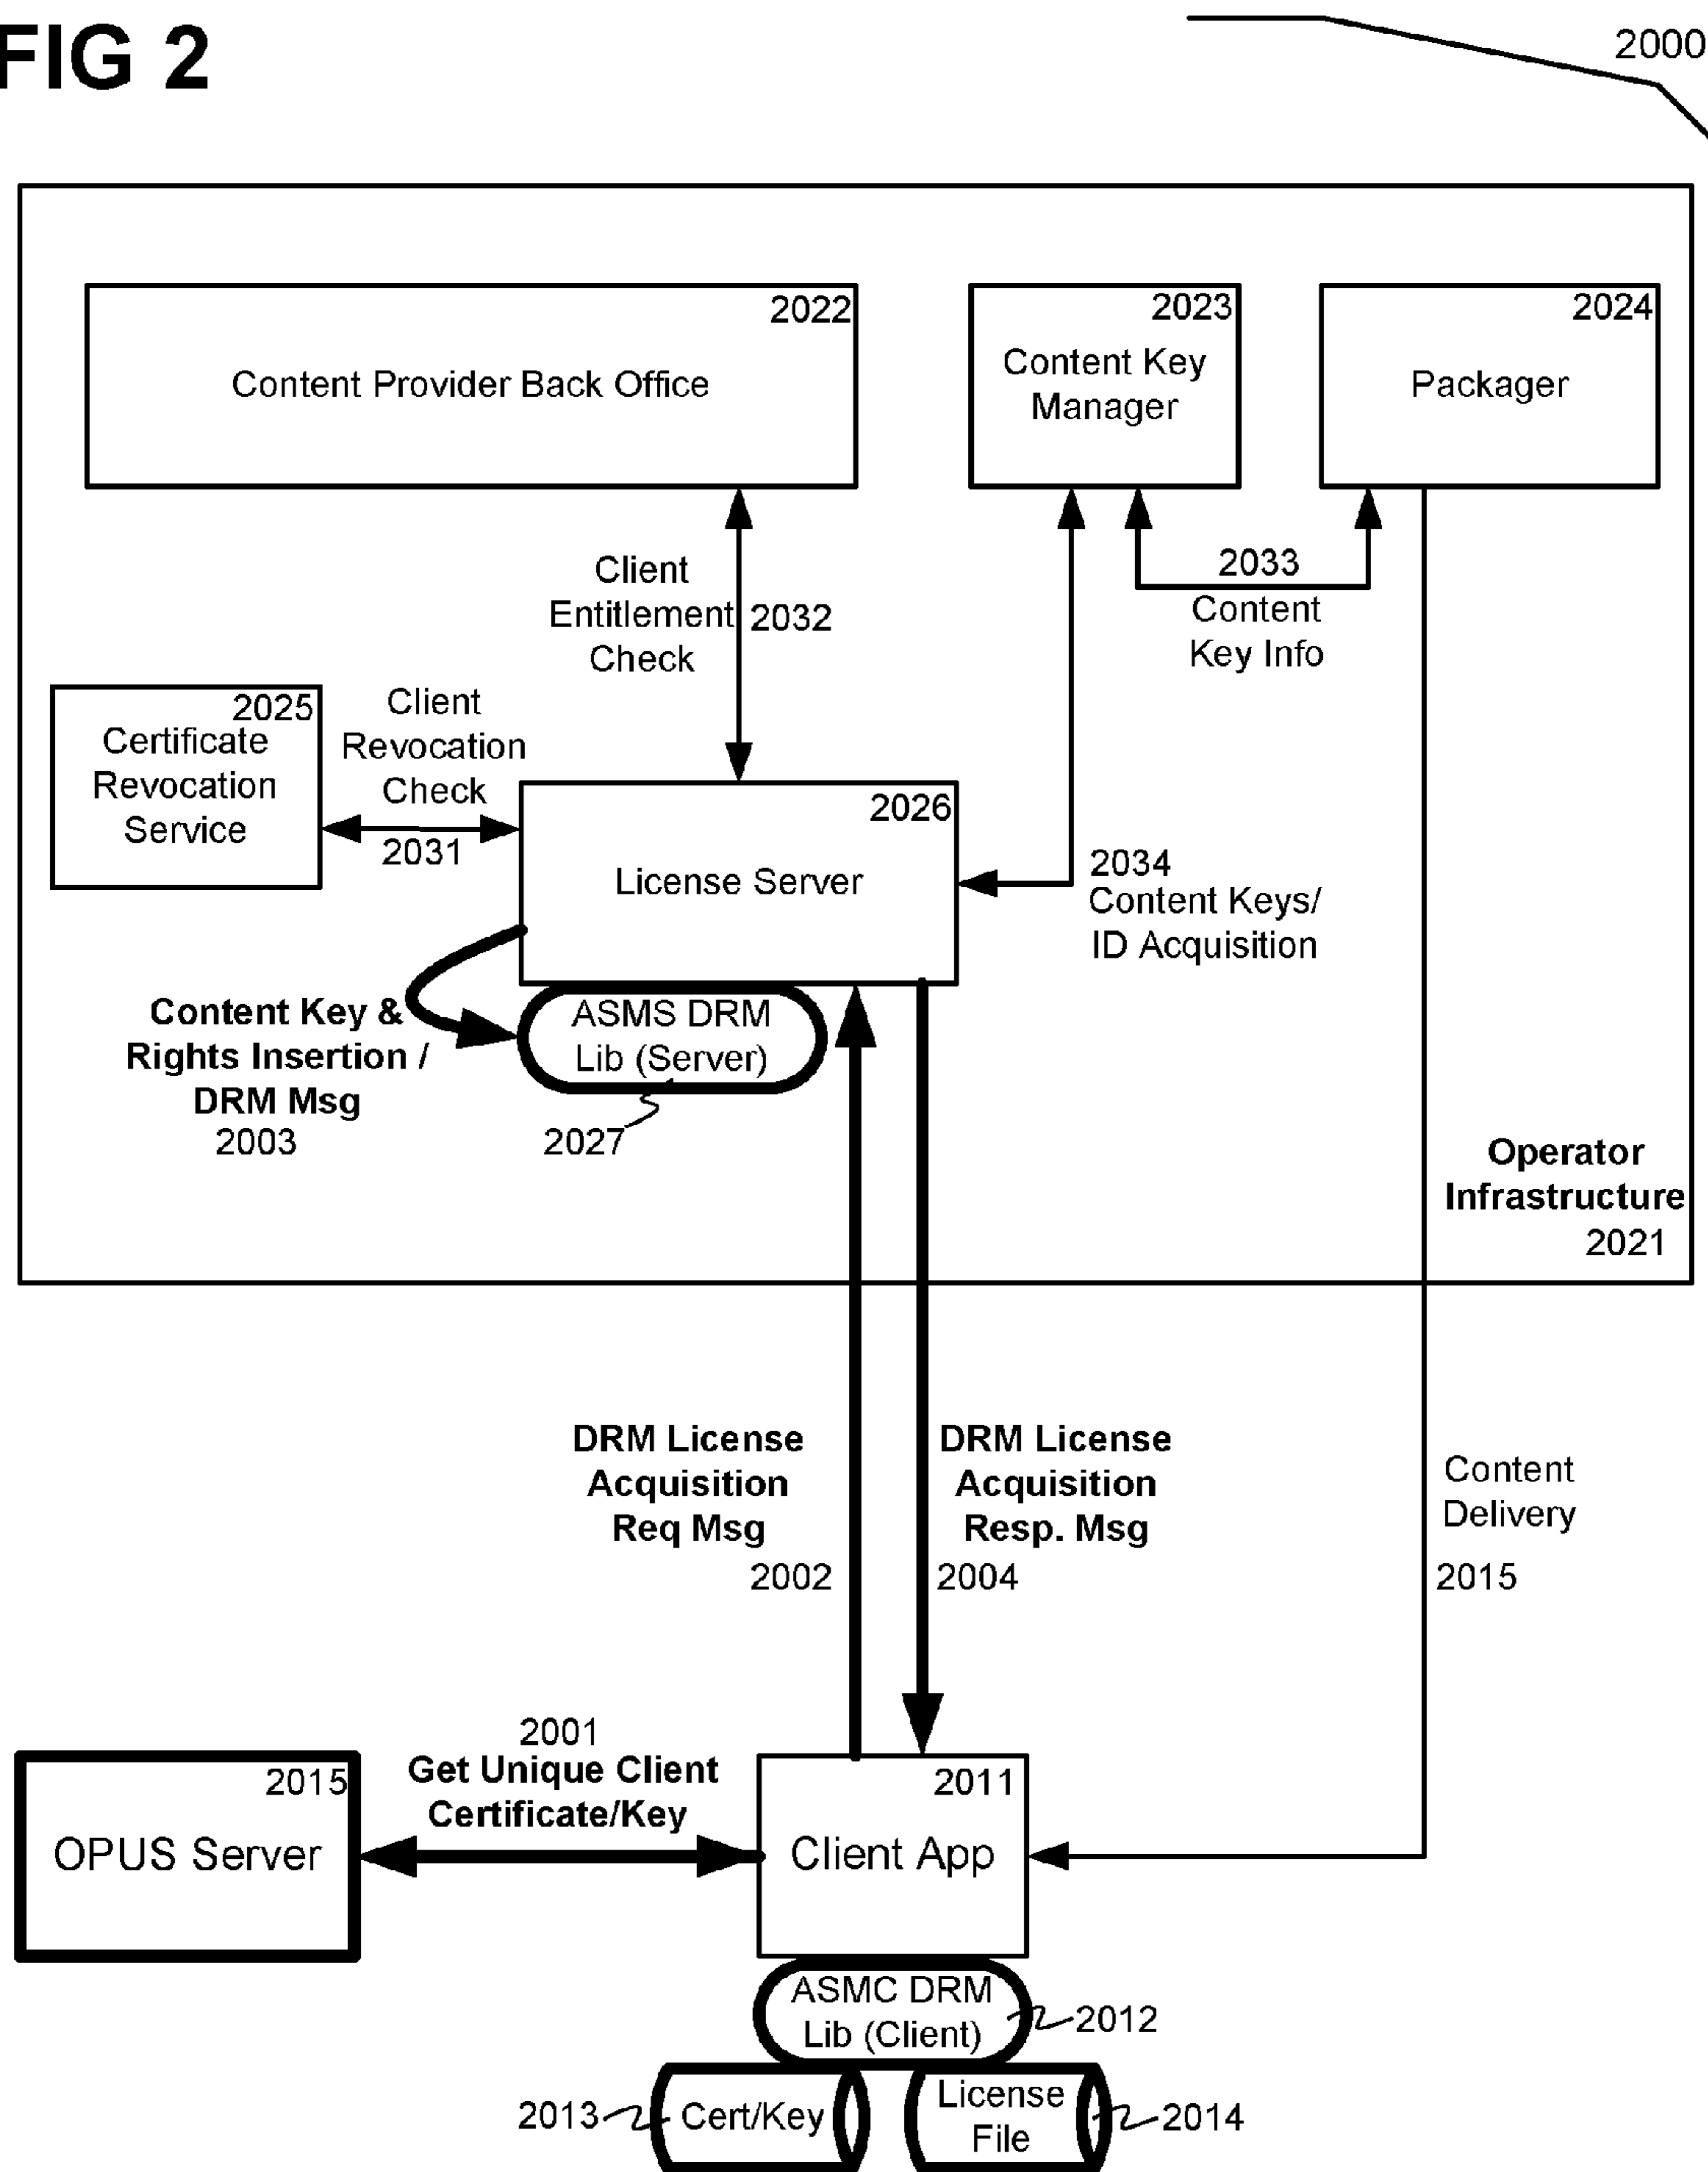 FIG 2
2000
2022
Content Provider Back Office
2023
Content Key
Manager
2024
Packager
Client
Entitlement
Check
2032
2033
Content
Key Info
2025
Certificate
Revocation
Service
Client
Revocation
Check
2031
2026
License Server
2034
Content Keys/
ID Acquisition
Content Key &
Rights Insertion /
DRM Msg
2003
ASMS DRM
Lib (Server)
2027
Operator
Infrastructure
2021
DRM License
Acquisition
Req Msg
2002
DRM License
Acquisition
Resp. Msg
2004
Content
Delivery
2015
2015
OPUS Server
2001
Get Unique Client
Certificate/Key
2011
Client App
ASMC DRM
Lib (Client)
2012
2013
Cert/Key
License
File
2014